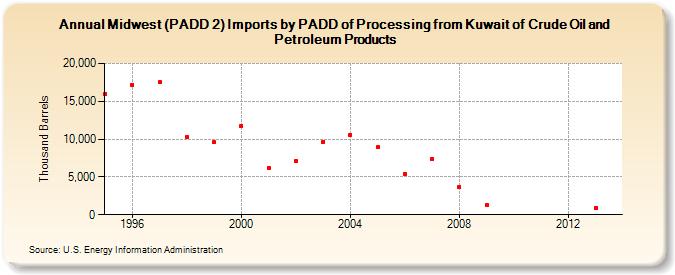 Annual Midwest (PADD 2) Imports by PADD of Processing from Kuwait of Crude Oil and
Petroleum Products
Thousand Barrels
20,000
15,000
10,000
5,000
0
1996
2000
2004
2008
2012
Source: U.S. Energy Information Administration